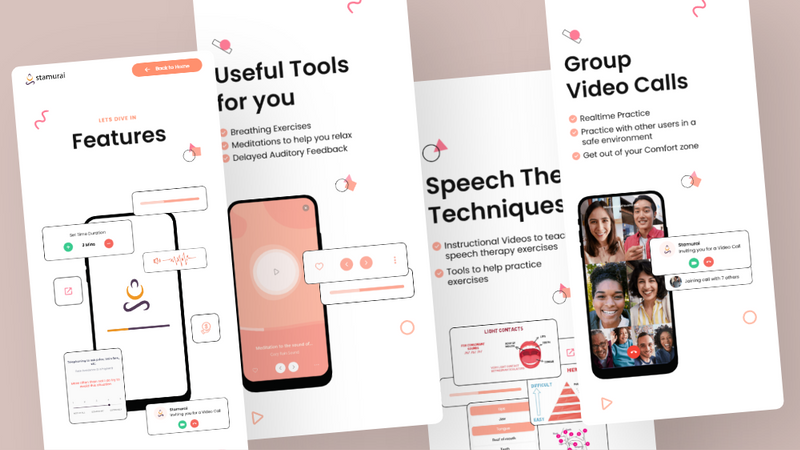 stamurai
Back to Home
LETS DIVE IN
Features
Set Time Duration
2 Mins
Stamurai
Inviting you for a Video Call
Useful Tools
for you
Breathing Exercises
Meditations to help you relax
Delayed Auditory Feedback
Meditation to the sound of..
Speech The
Techniques
Instructional Videos to teac
speech therapy exercises
Tools to help practice
exercises
LIGHT CONTACTS
DIFFICULT
EASY
Group
Video Calls
Realtime Practice
Practice with other users in a
safe environment
Get out of your Comfort zone
Stamurai
Inviting you for a Video Call
Joining call with 7 others